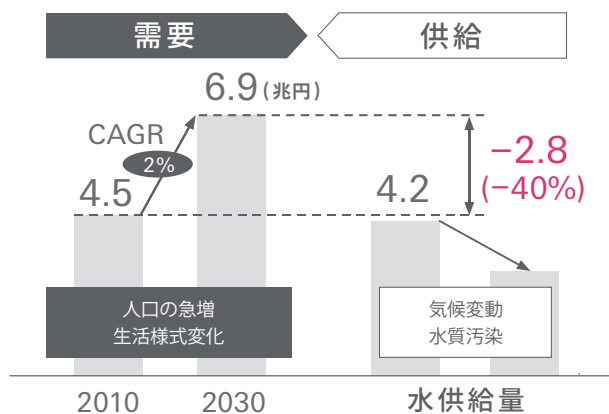 需要
供給
6.9(兆円)
CAGR
2%
4.5
4.2
−2.8
(−40%)
人口の急増
生活様式変化
気候変動
水質汚染
2010
2030
水供給量